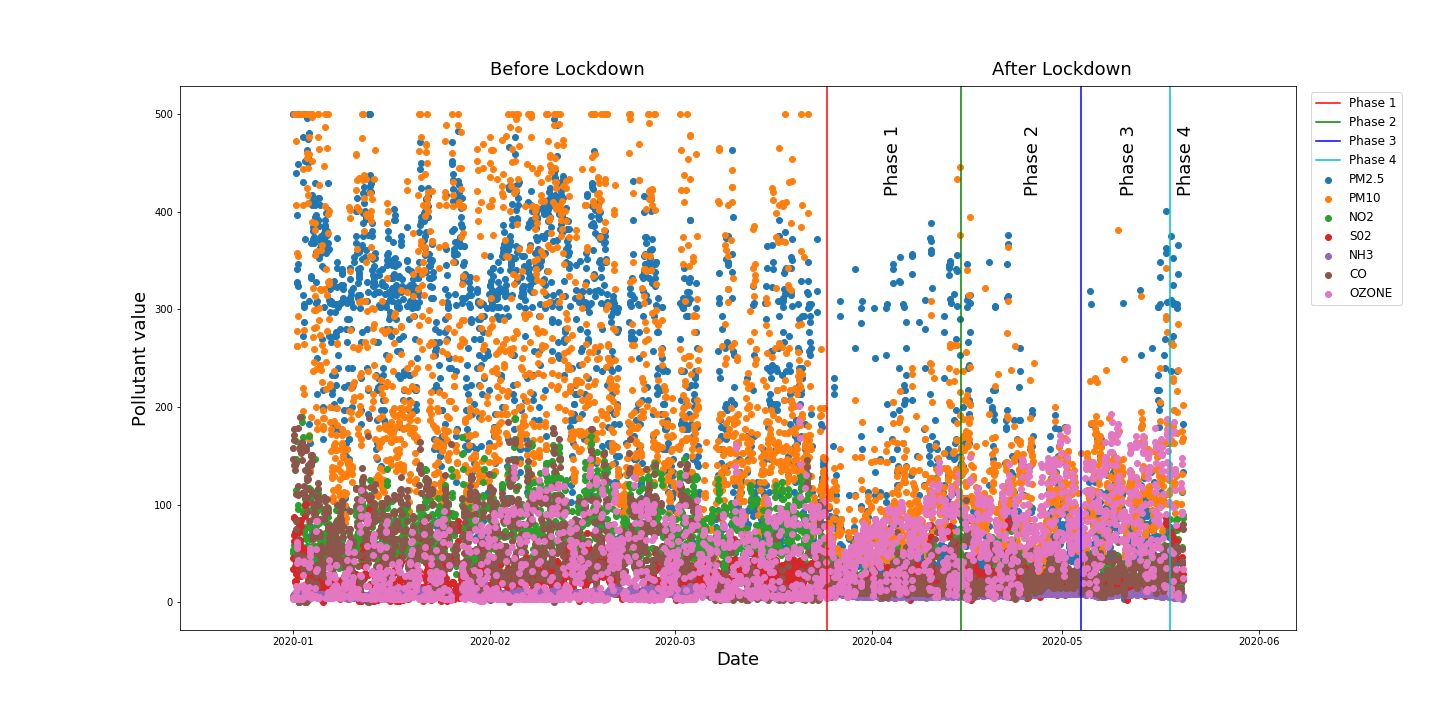 Before Lockdown
After Lockdown
Phase 1
Phase 2
Phase 3
Phase 4
Phase 1
Phase 2
Phase 3
Phase 4
PM2.5
PM10
NO2
S02
NH3
CO
OZONE
Pollutant value
500
400
300
200
100
0
2020-01
2020-02
2020-03
2020-04
2020-05
2020-06
Date